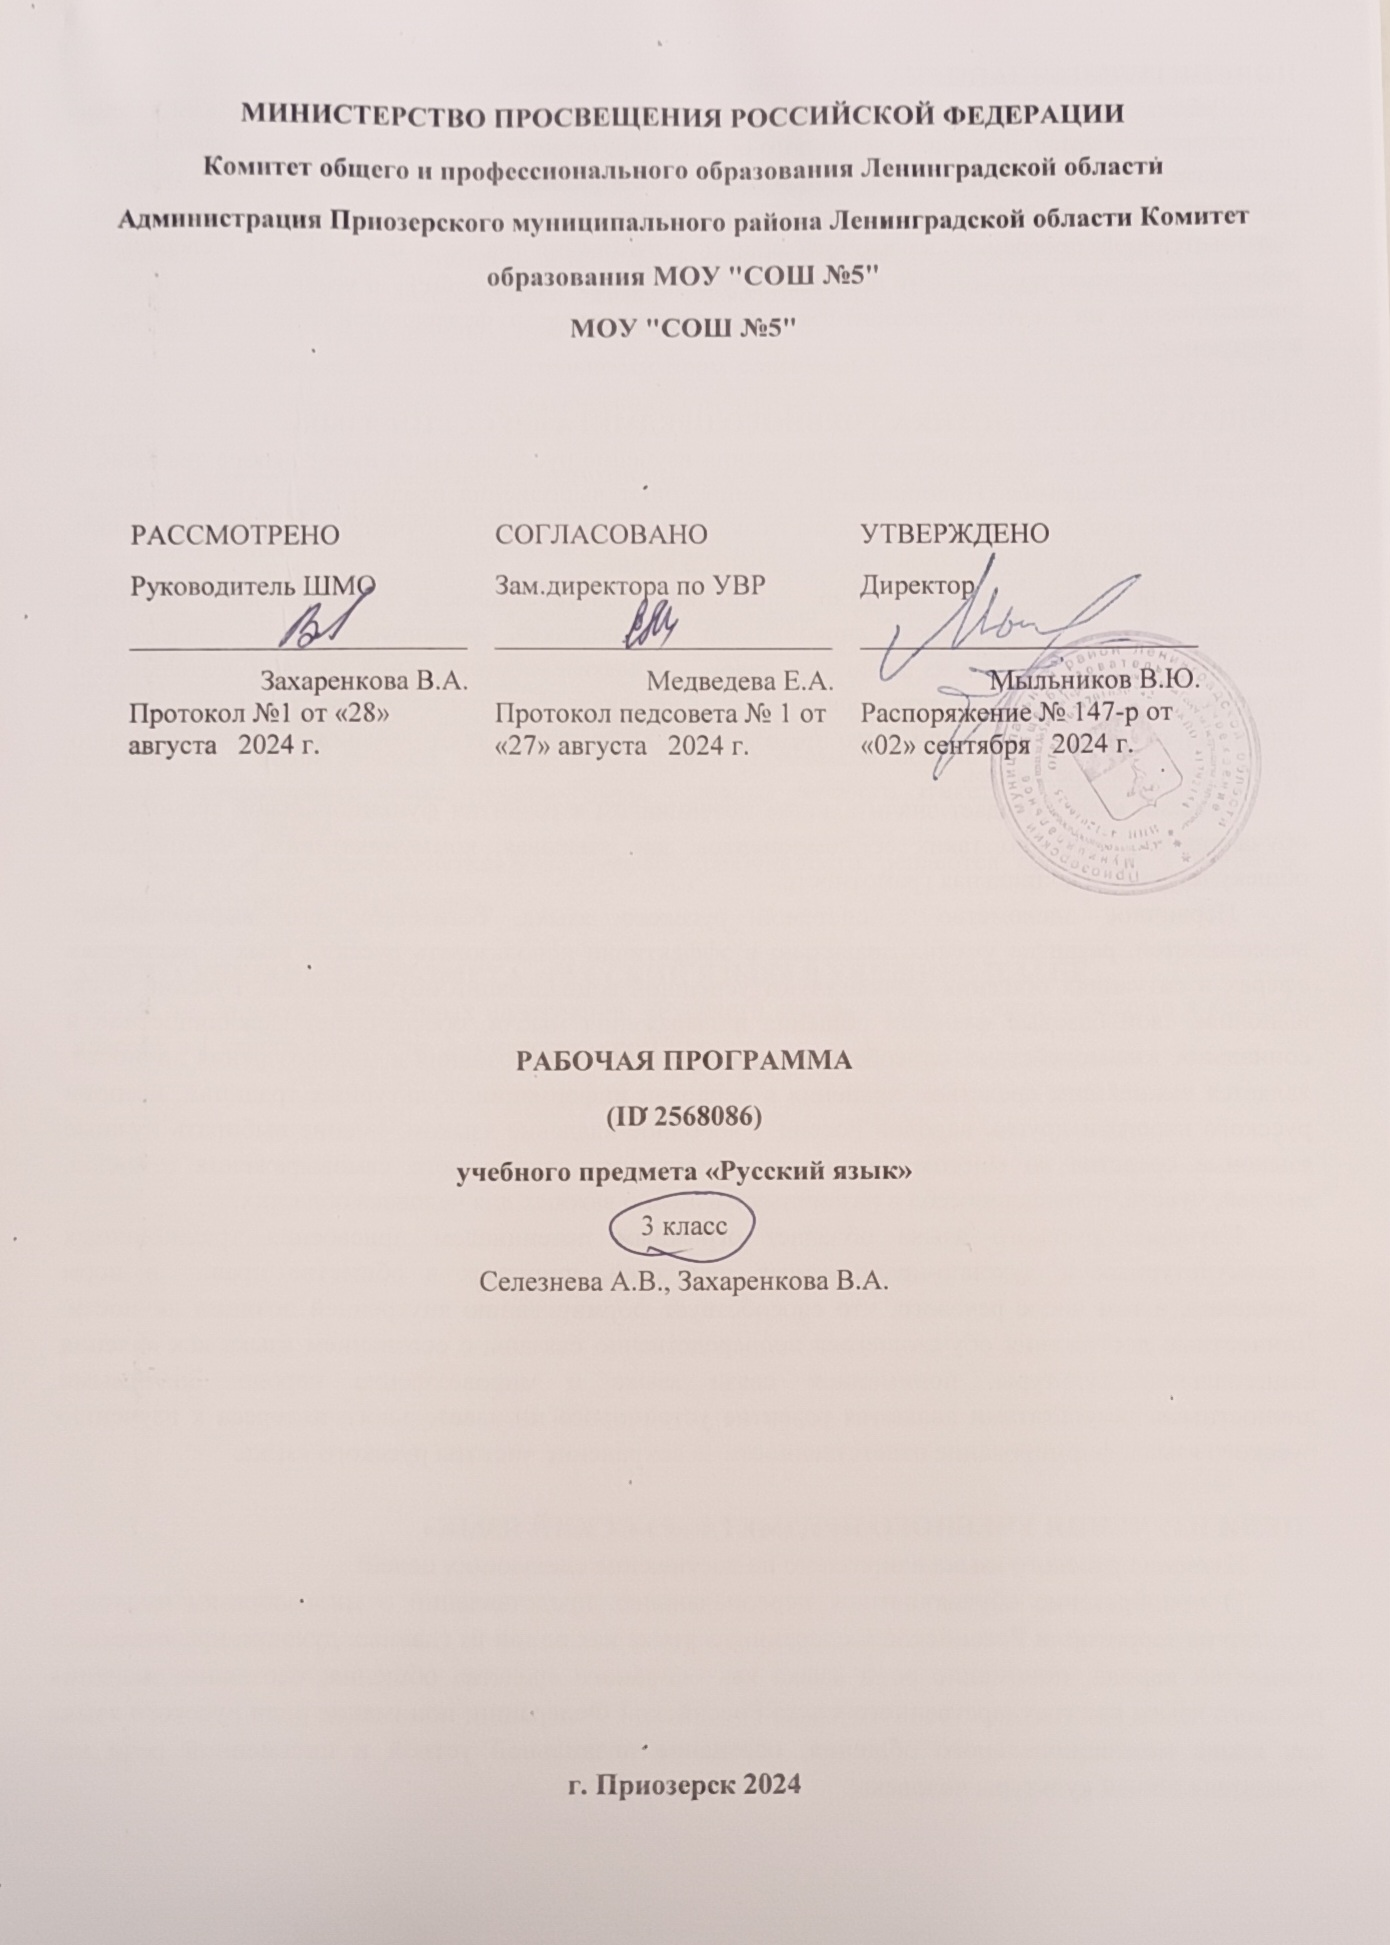 МИНИСТЕРСТВО ПРОСВЕЩЕНИЯ РОССИЙСКОЙ ФЕДЕРАЦИИ
Комитет общего и профессионального образования Ленинградской области
Администрация Приозерского муниципального района Ленинградской области Комитет
образования МОУ "СОШ №5"
МОУ "СОШ №5"
РАССМОТРЕНО
Руководитель ШМО
Захаренкова В.А.
Протокол №1 от «28»
августа 2024 г.
СОГЛАСОВАНО
Зам.директора по УВР
Медведева Е.А.
Протокол педсовета № 1 от
«27» августа 2024 г.
УТВЕРЖДЕНО
Директор
Мыльников В.Ю.
Распоряжение № 147-р от
«02» сентября 2024 г.
РАБОЧАЯ ПРОГРАММА
(ID 2568086)
учебного предмета «Русский язык»
3 класс
Селезнева А.В., Захаренкова В.А.
г. Приозерск 2024